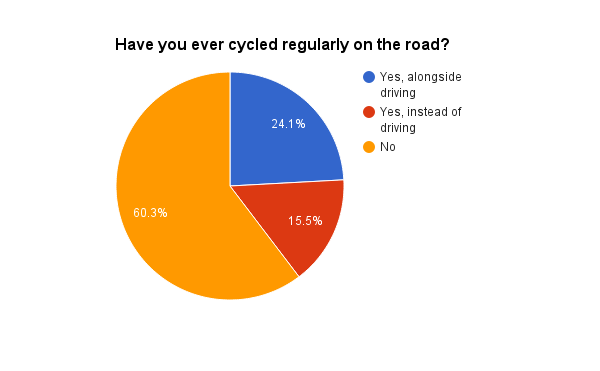 Have you ever cycled regularly on the road?
Yes, alongside
driving
Yes, instead of
driving
No
24.1%
15.5%
60.3%